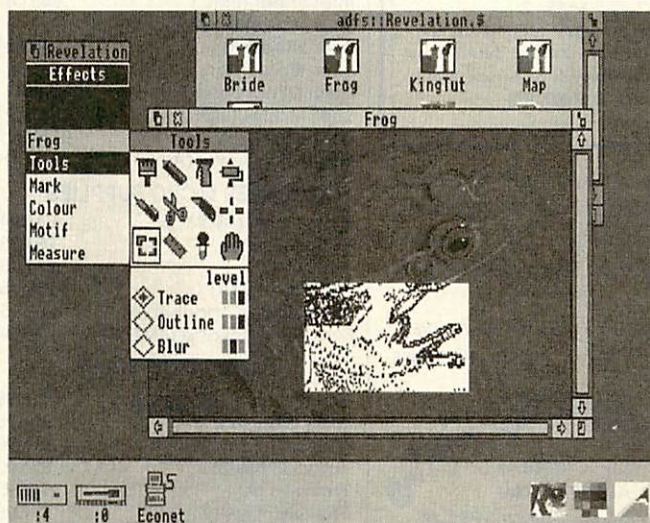 adfs::Revelation.$
Revelation
Effects
Bride Frog KingTut Map
Frog
Frog
Tools
Tools
Mark
Colour
Motif
Measure
level
Trace
Outline
Blur
5
:4 :0 Econet